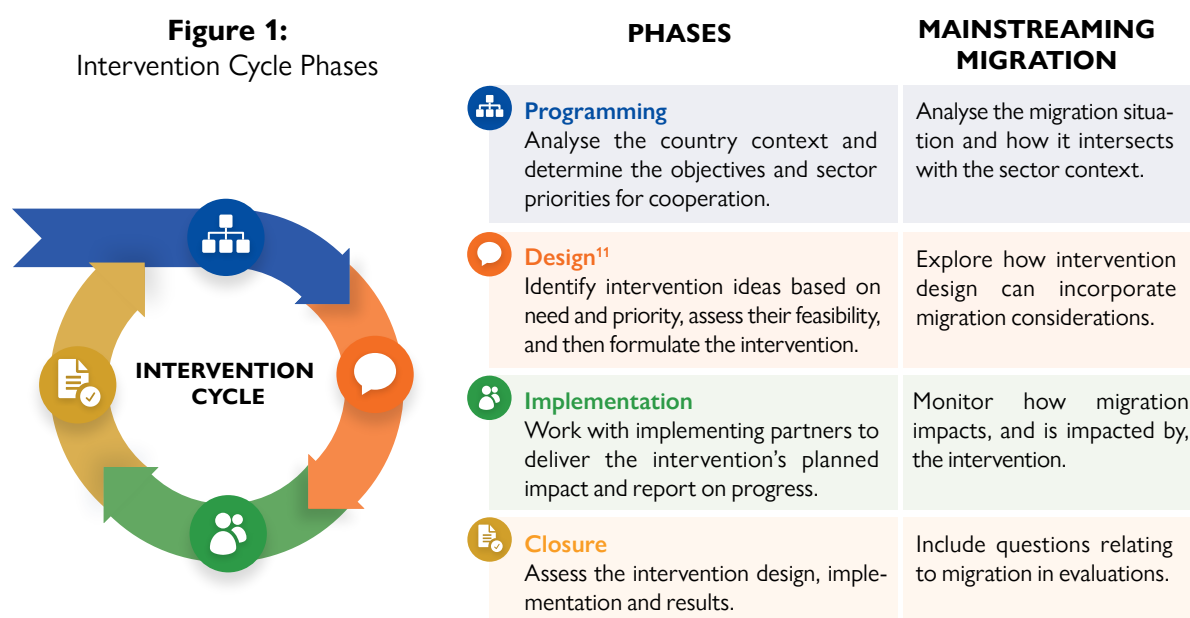 Figure 1:
Intervention Cycle Phases
INTERVENTION
CYCLE
PHASES
MAINSTREAMING
MIGRATION
Programming
Analyse the country context and
determine the objectives and sector
priorities for cooperation.
Analyse the migration situa-
tion and how it intersects
with the sector context.
Design¹¹
Identify intervention ideas based on
need and priority, assess their feasibility,
and then formulate the intervention.
Explore how intervention
design can incorporate
migration considerations.
Implementation
Work with implementing partners to
deliver the intervention’s planned
impact and report on progress.
Monitor how migration
impacts, and is impacted by,
the intervention.
Closure
Assess the intervention design, imple-
mentation and results.
Include questions relating
to migration in evaluations.